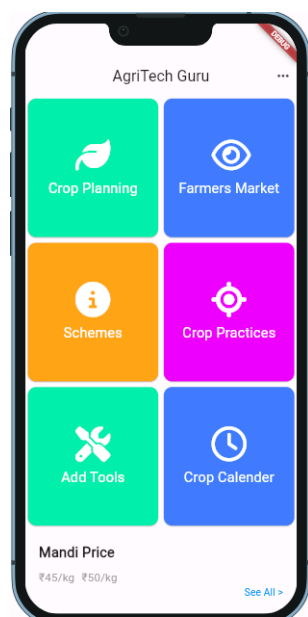 DEBUG
AgriTech Guru
Crop Planning
Farmers Market
Schemes
Crop Practices
Add Tools
Crop Calender
Mandi Price
₹45/kg ₹50/kg
See All >